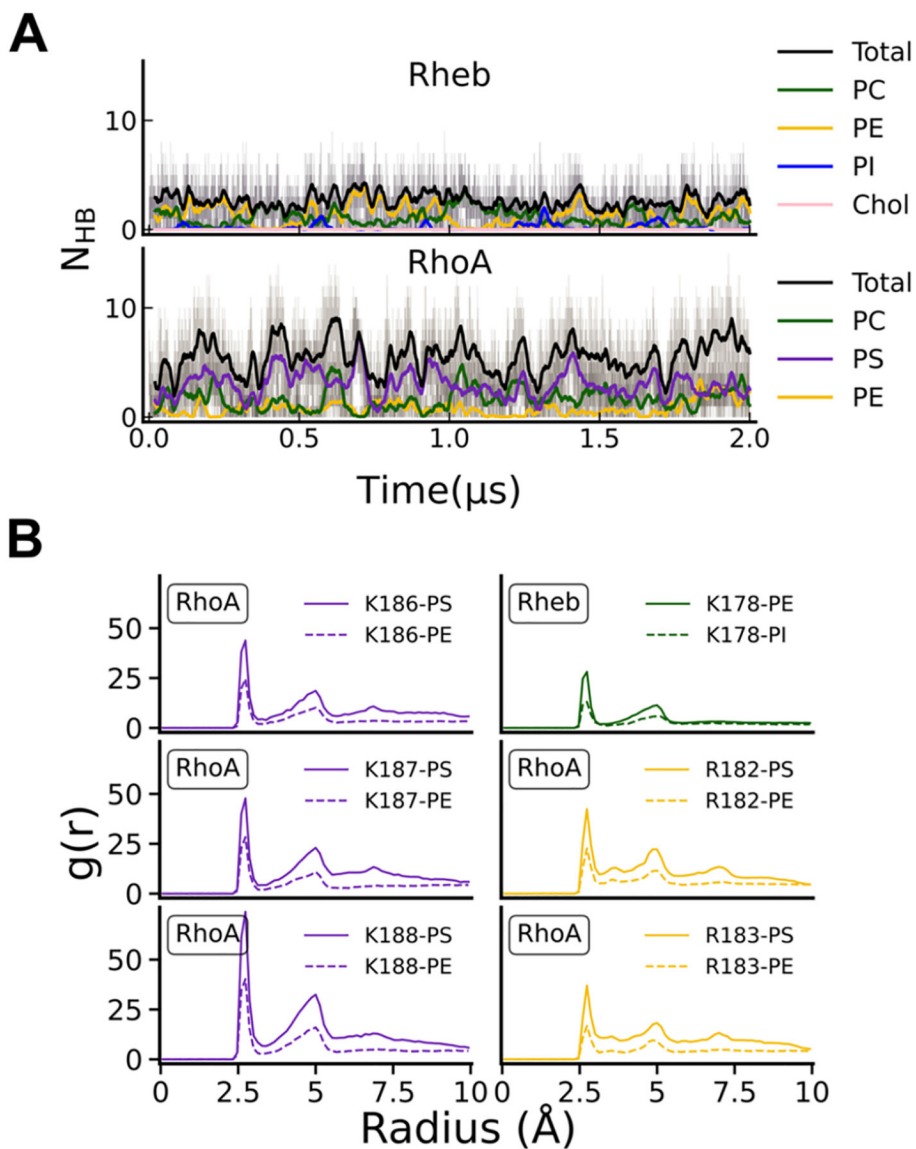 A
Rheb
10
0
Total
PC
PE
PI
Chol
N_HB
RhoA
10
0
Total
PC
PS
PE
0.0 0.5 1.0 1.5 2.0
Time(μs)
B
RhoA
K186-PS
K186-PE
50
25
0
Rheb
K178-PE
K178-PI
RhoA
K187-PS
K187-PE
50
25
0
RhoA
R182-PS
R182-PE
g(r)
RhoA
K188-PS
K188-PE
50
25
0
RhoA
R183-PS
R183-PE
0 2.5 5 7.5 10 0 2.5 5 7.5 10
Radius (Å)